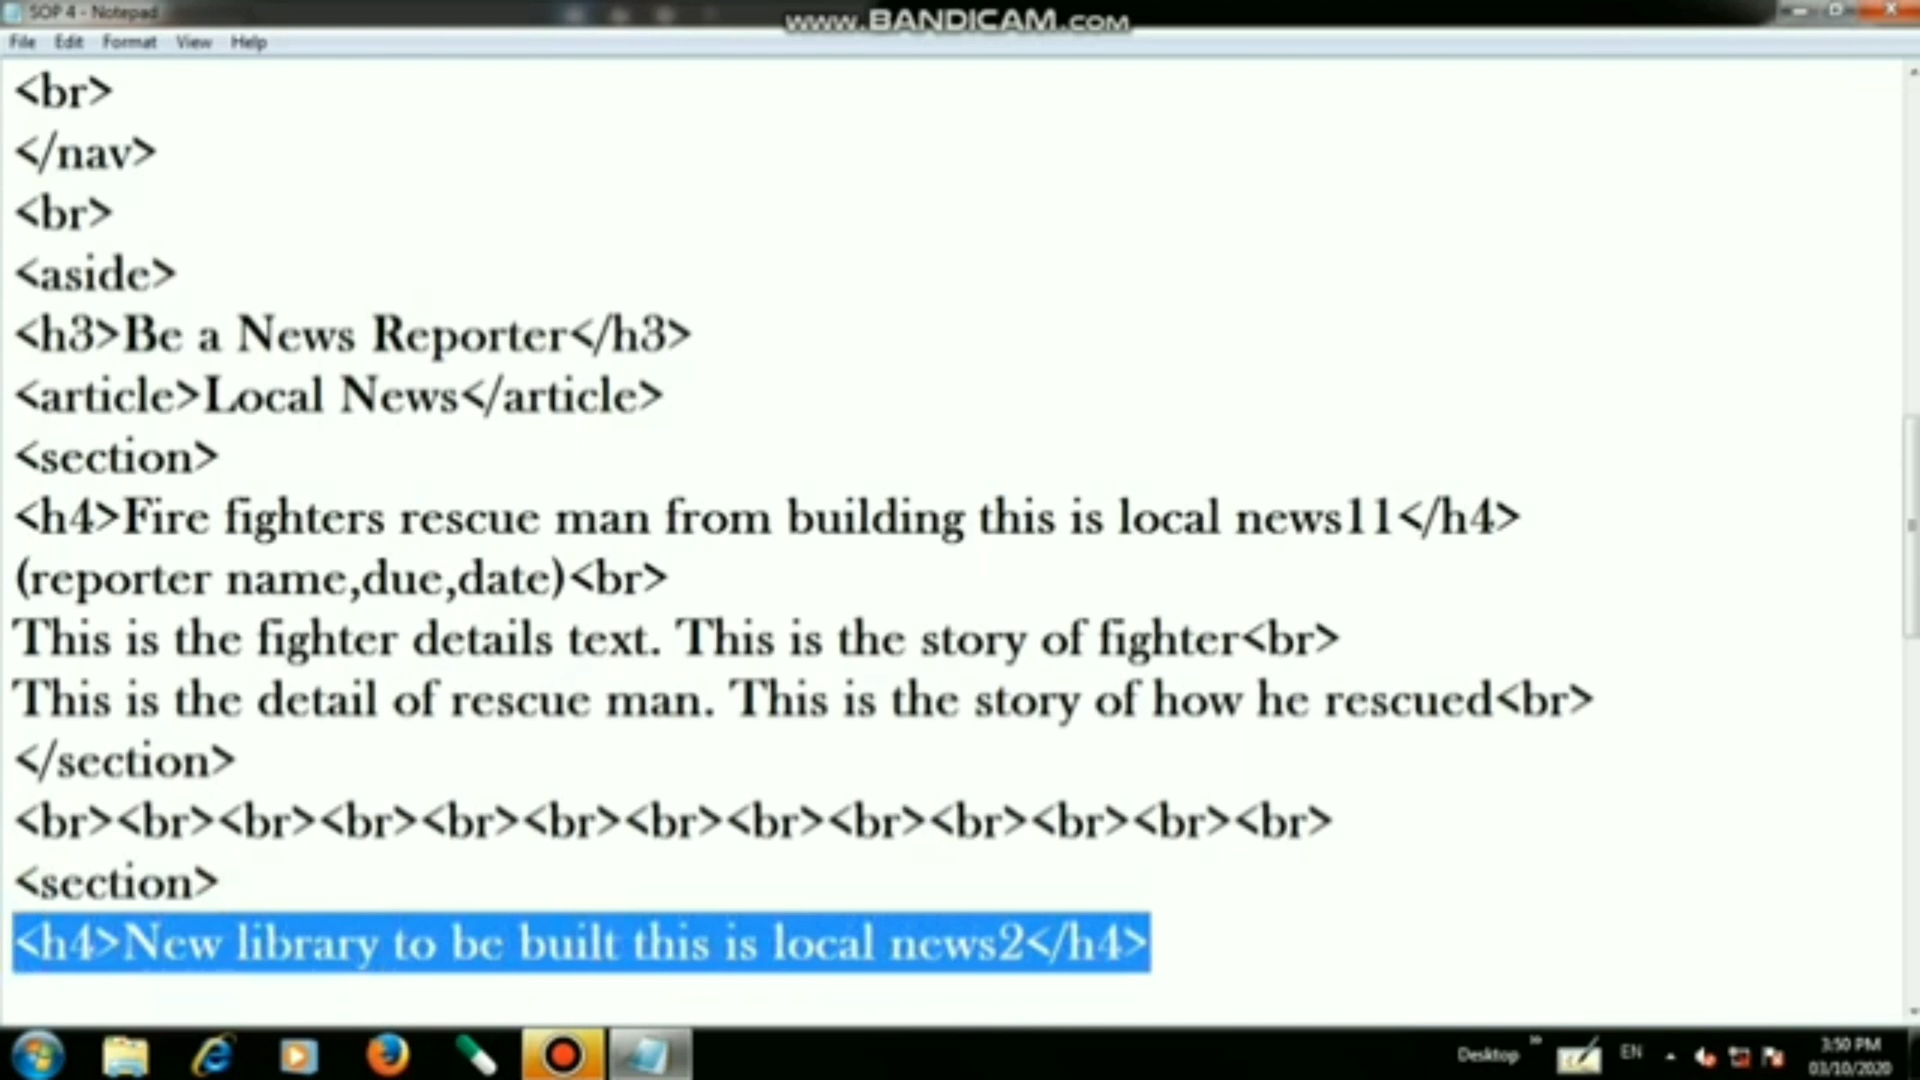 SOP 4 - Notepad
www.BANDICAM.COM
File Edit Format View Help
<br>
</nav>
<br>
<aside>
<h3>Be a News Reporter</h3>
<article>Local News</article>
<section>
<h4>Fire fighters rescue man from building this is local news11</h4>
(reporter name,due,date)<br>
This is the fighter details text. This is the story of fighter<br>
This is the detail of rescue man. This is the story of how he rescued<br>
</section>
<br><br><br><br><br><br><br><br><br><br><br><br><br>
<section>
<h4>New library to be built this is local news2</h4>
Desktop
EN
3:50 PM
03/10/2020